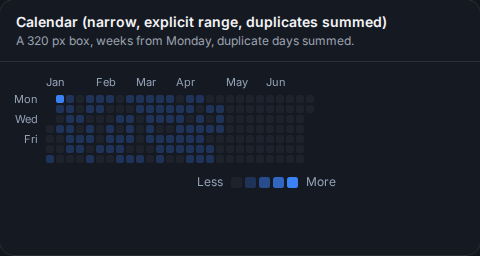 Calendar (narrow, explicit range, duplicates summed)
A 320 px box, weeks from Monday, duplicate days summed.
Jan Feb Mar Apr May Jun
Mon
Wed
Fri
Less More